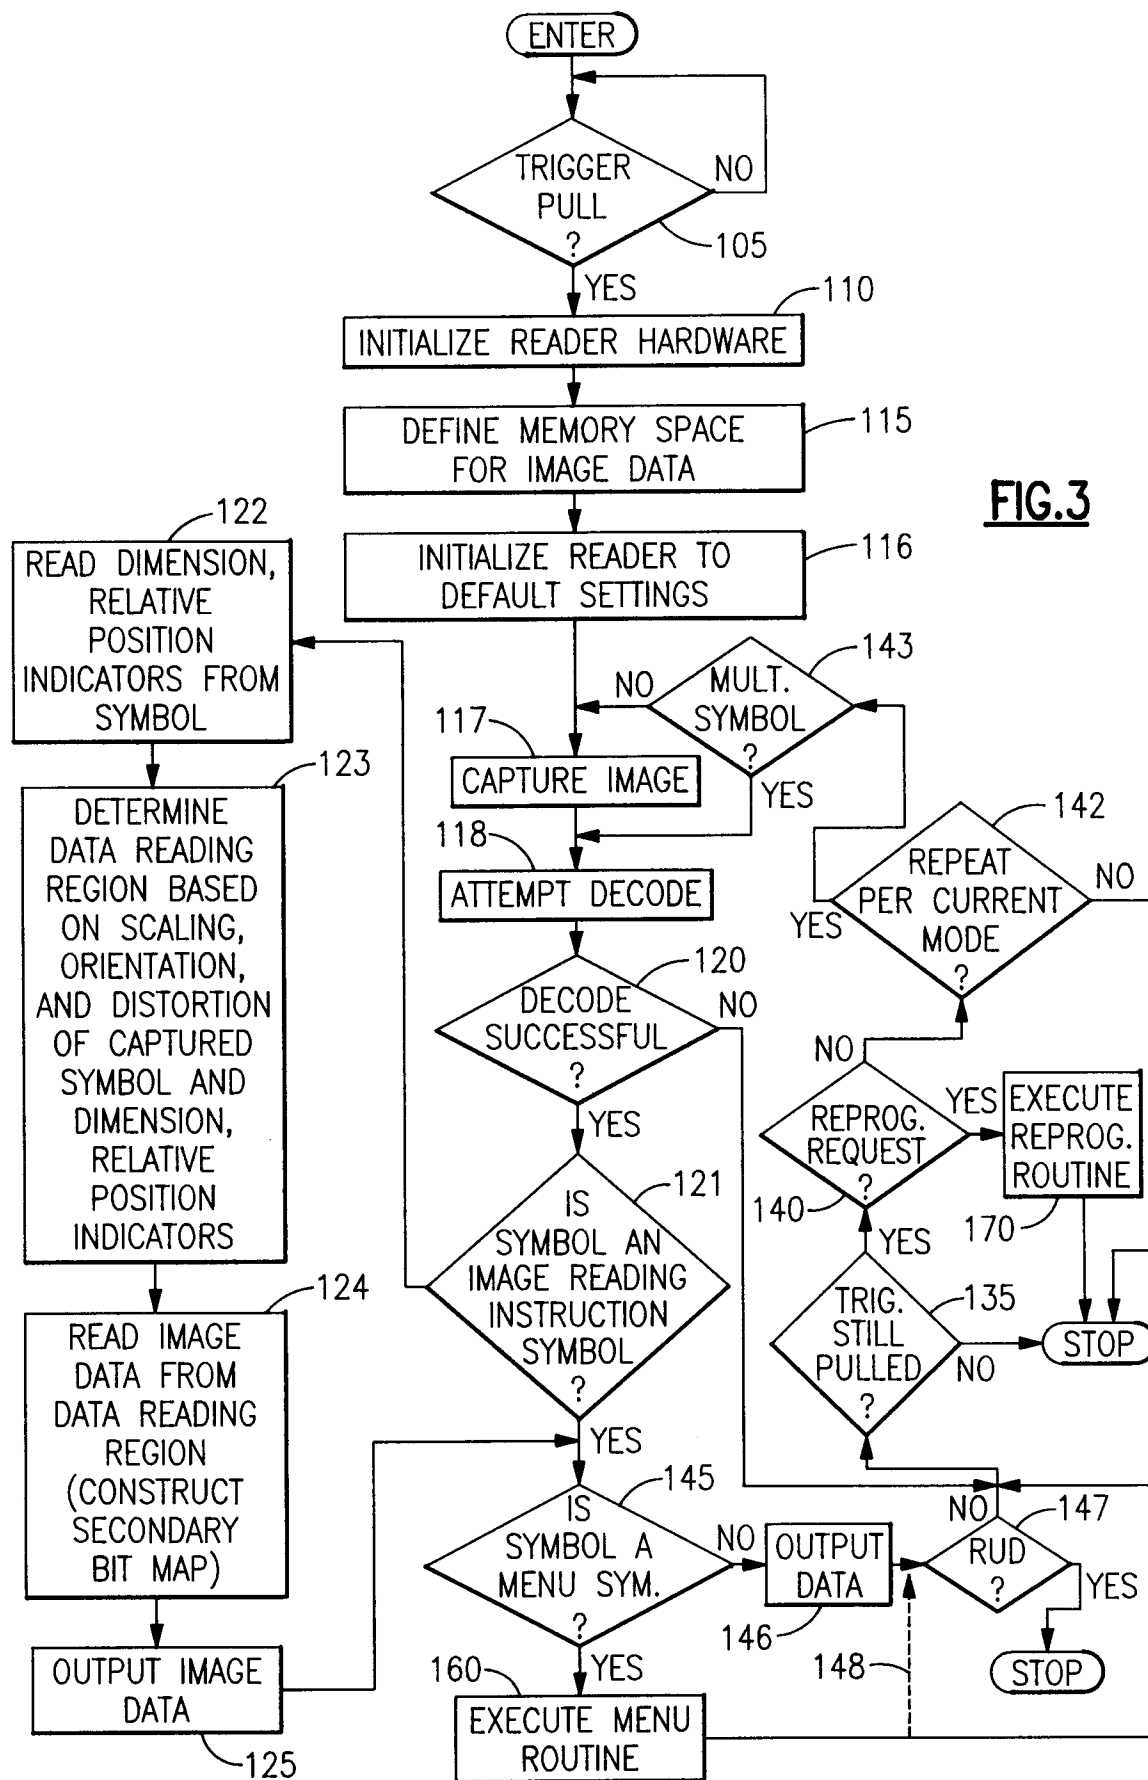 ENTER
TRIGGER
PULL
?
NO
105
YES
110
INITIALIZE READER HARDWARE
DEFINE MEMORY SPACE
FOR IMAGE DATA
115
FIG.3
INITIALIZE READER TO
DEFAULT SETTINGS
116
122
READ DIMENSION,
RELATIVE
POSITION
INDICATORS FROM
SYMBOL
143
MULT.
SYMBOL
?
NO
YES
117
CAPTURE IMAGE
118
ATTEMPT DECODE
123
DETERMINE
DATA READING
REGION BASED
ON SCALING,
ORIENTATION,
AND DISTORTION
OF CAPTURED
SYMBOL AND
DIMENSION,
RELATIVE
POSITION
INDICATORS
142
REPEAT
PER CURRENT
MODE
?
YES
NO
120
DECODE
SUCCESSFUL
?
NO
YES
NO
REPROG.
REQUEST
?
140
YES
EXECUTE
REPROG.
ROUTINE
170
121
IS
SYMBOL AN
IMAGE READING
INSTRUCTION
SYMBOL
?
YES
YES
135
TRIG.
STILL
PULLED
?
NO
STOP
124
READ IMAGE
DATA FROM
DATA READING
REGION
(CONSTRUCT
SECONDARY
BIT MAP)
145
IS
SYMBOL A
MENU SYM.
?
NO
YES
OUTPUT
DATA
146
NO
147
RUD
?
YES
STOP
148
OUTPUT IMAGE
DATA
125
160
EXECUTE MENU
ROUTINE